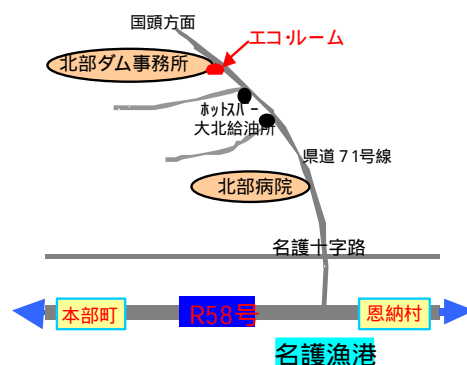 国頭方面
エコ・ルーム
北部ダム事務所
ホットスパー
大北給油所
県道71号線
北部病院
名護十字路
本部町
R58号
恩納村
名護漁港